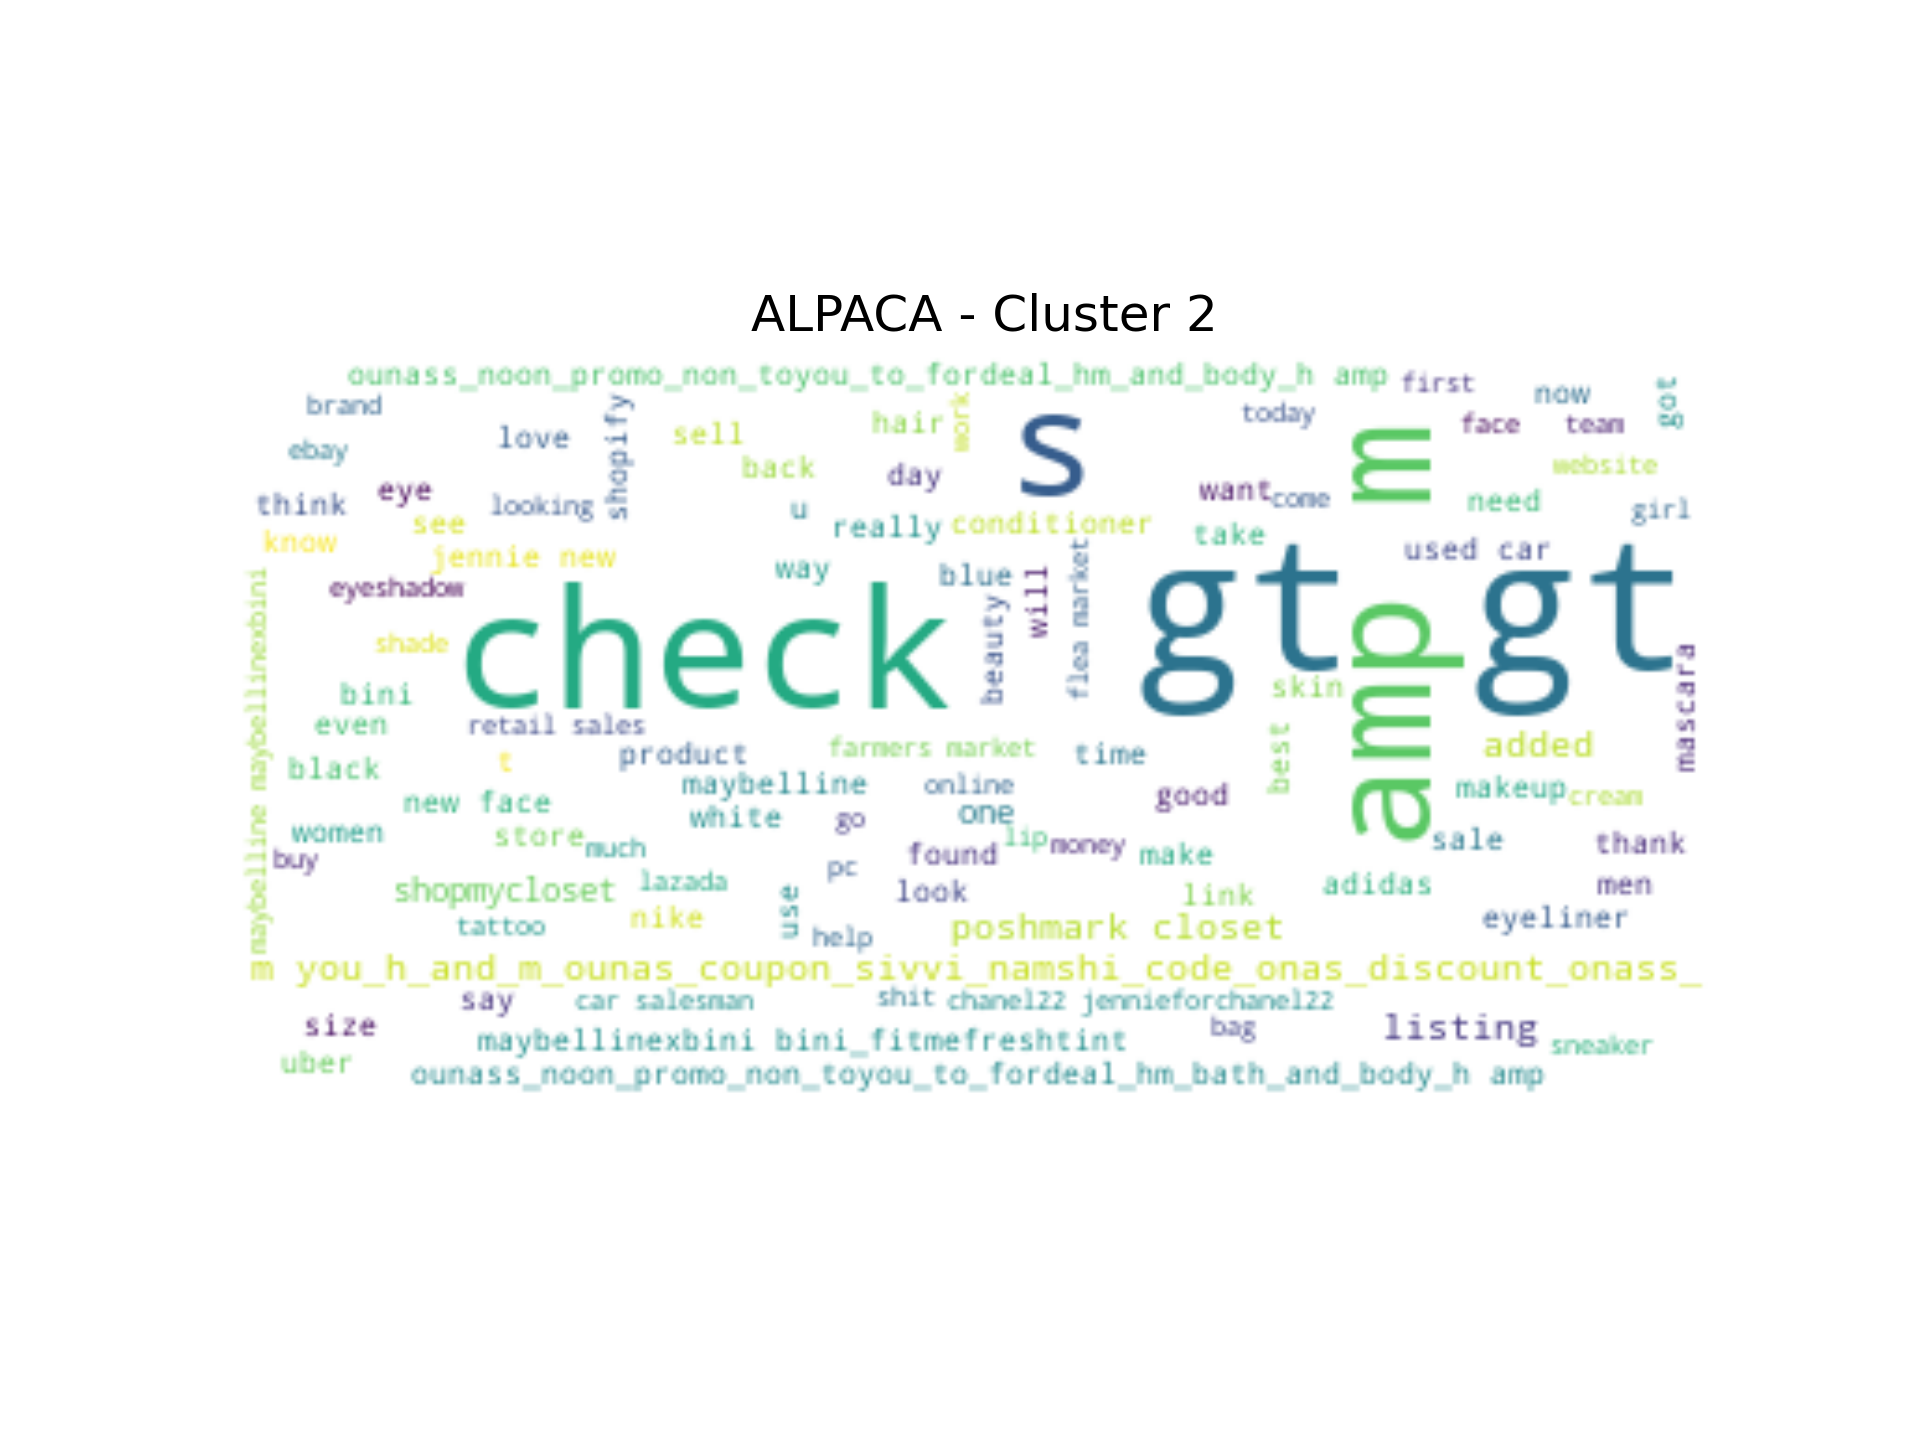 ALPACA - Cluster 2
ounass_noon_promo_non_toyou_to_fordeal_hm_and_body_h amp
first
now
got
brand
love
shopify
sell
hair
work
s
today
m
face
team
ebay
back
day
website
think
eye
looking
u
want
come
need
girl
know
see
really
conditioner
take
jennie new
way
blue
used car
eyeshadow
beauty
will
flea market
gt gt
check
amp
shade
skin
mascara
bini
maybelline maybellinexbini
even
retail sales
product
farmers market
time
best
added
black
t
maybelline
online
good
makeup
cream
new face
white
go
one
women
store
much
lip
money
make
sale
thank
buy
found
pc
shopmycloset
lazada
use
look
link
adidas
men
tattoo
nike
help
poshmark closet
eyeliner
m you_h_and_m_ounas_coupon_sivvi_namshi_code_onas_discount_onass_
say
car salesman
shit
chanel22 jennieforchanel22
size
bag
listing
maybellinexbini bini_fitmefreshtint
sneaker
uber
ounass_noon_promo_non_toyou_to_fordeal_hm_bath_and_body_h amp